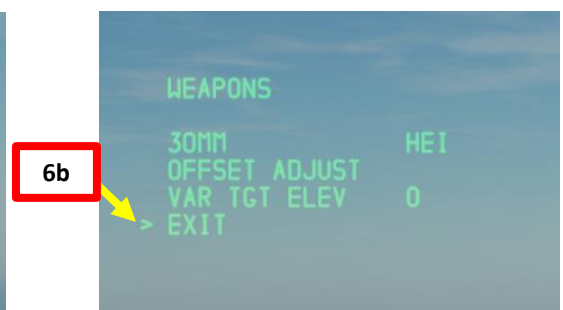 WEAPONS
30MM HEI
OFFSET ADJUST
VAR TGT ELEV 0
6b
> EXIT